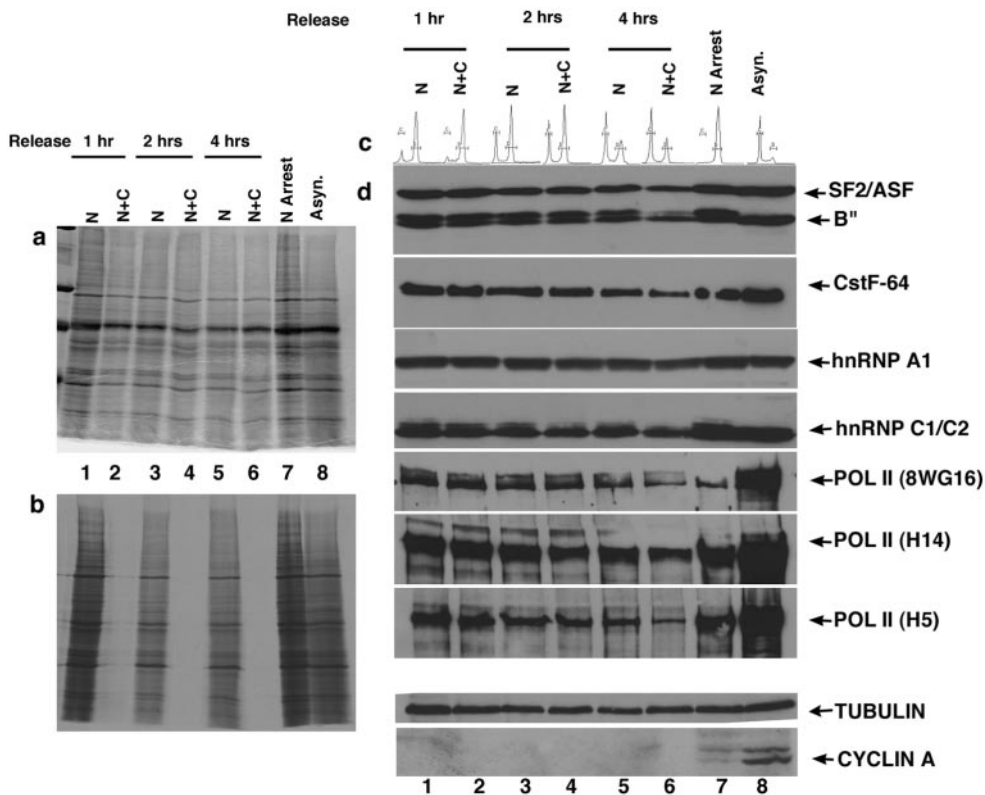 Release
1 hr
2 hrs
4 hrs
N
N+C
N
N+C
N
N+C
N Arrest
Asyn.
c
d
SF2/ASF
B"
CstF-64
hnRNP A1
hnRNP C1/C2
POL II (8WG16)
POL II (H14)
POL II (H5)
TUBULIN
CYCLIN A
1 2 3 4 5 6 7 8
Release
1 hr
2 hrs
4 hrs
N
N+C
N
N+C
N
N+C
N Arrest
Asyn.
a
1 2 3 4 5 6 7 8
b